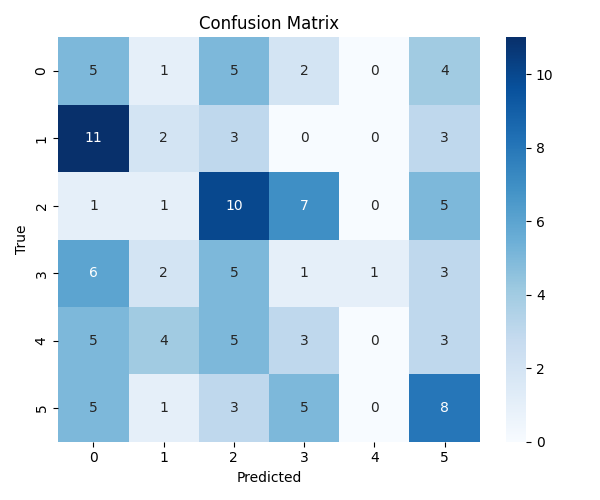 Confusion Matrix
True
0 5 1 5 2 0 4
1 11 2 3 0 0 3
2 1 1 10 7 0 5
3 6 2 5 1 1 3
4 5 4 5 3 0 3
5 5 1 3 5 0 8
0 1 2 3 4 5
Predicted
10
8
6
4
2
0